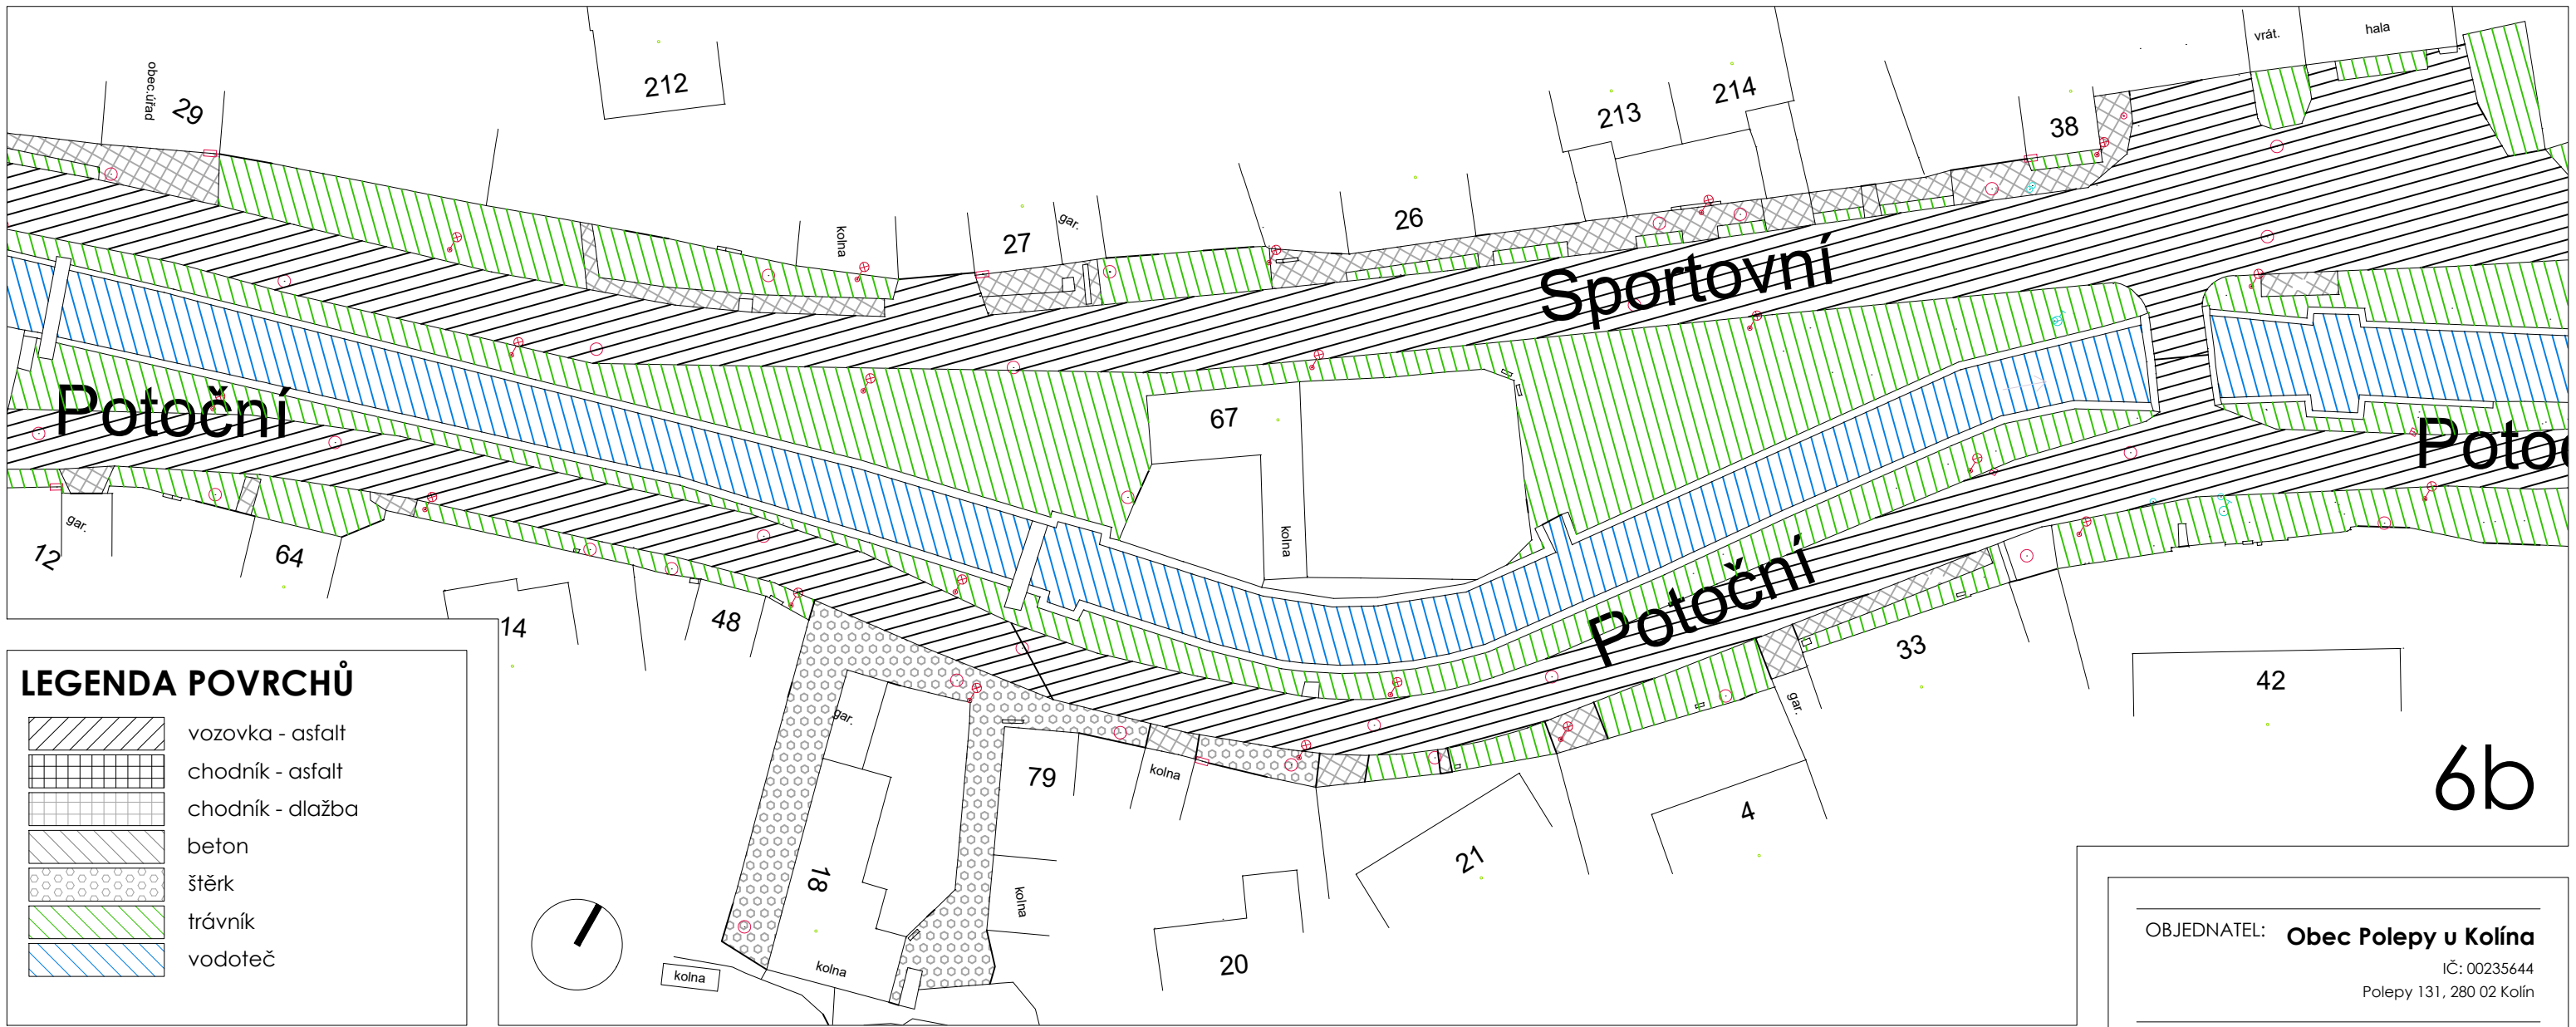 vrát.
hala
obec.úřad
29
212
213
214
38
kolna
27
gar.
26
Sportovní
Potoční
67
kolna
Poto
gar.
12
64
14
48
Potoční
33
gar.
42
LEGENDA POVRCHŮ
vozovka - asfalt
chodník - asfalt
chodník - dlažba
beton
štěrk
trávník
vodoteč
gar.
79
kolna
18
kolna
kolna
kolna
20
21
4
6b
OBJEDNATEL: Obec Polepy u Kolína
IČ: 00235644
Polepy 131, 280 02 Kolín